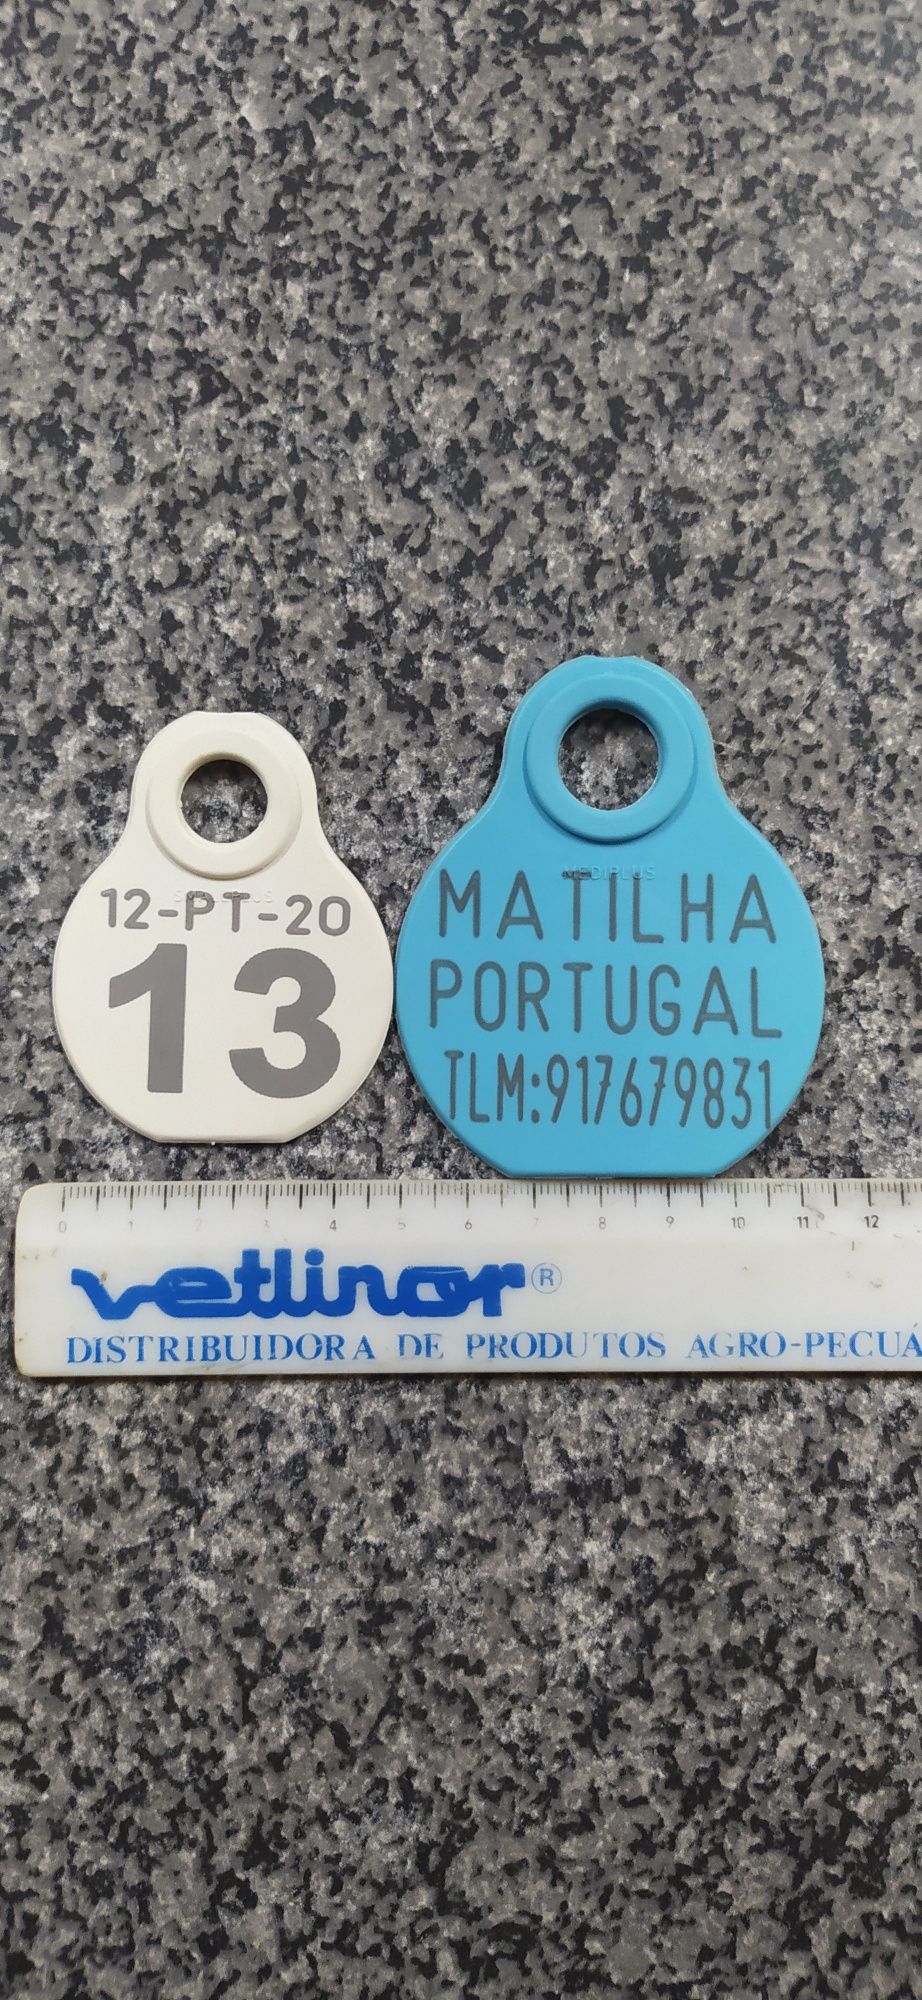 12-PT-20
13
MEDIPLUS
MATILHA
PORTUGAL
TLM:917679831
0 1 2 3 4 5 6 7 8 9 10 11 12
vetlinor®
DISTRIBUIDORA DE PRODUTOS AGRO-PECUÁ